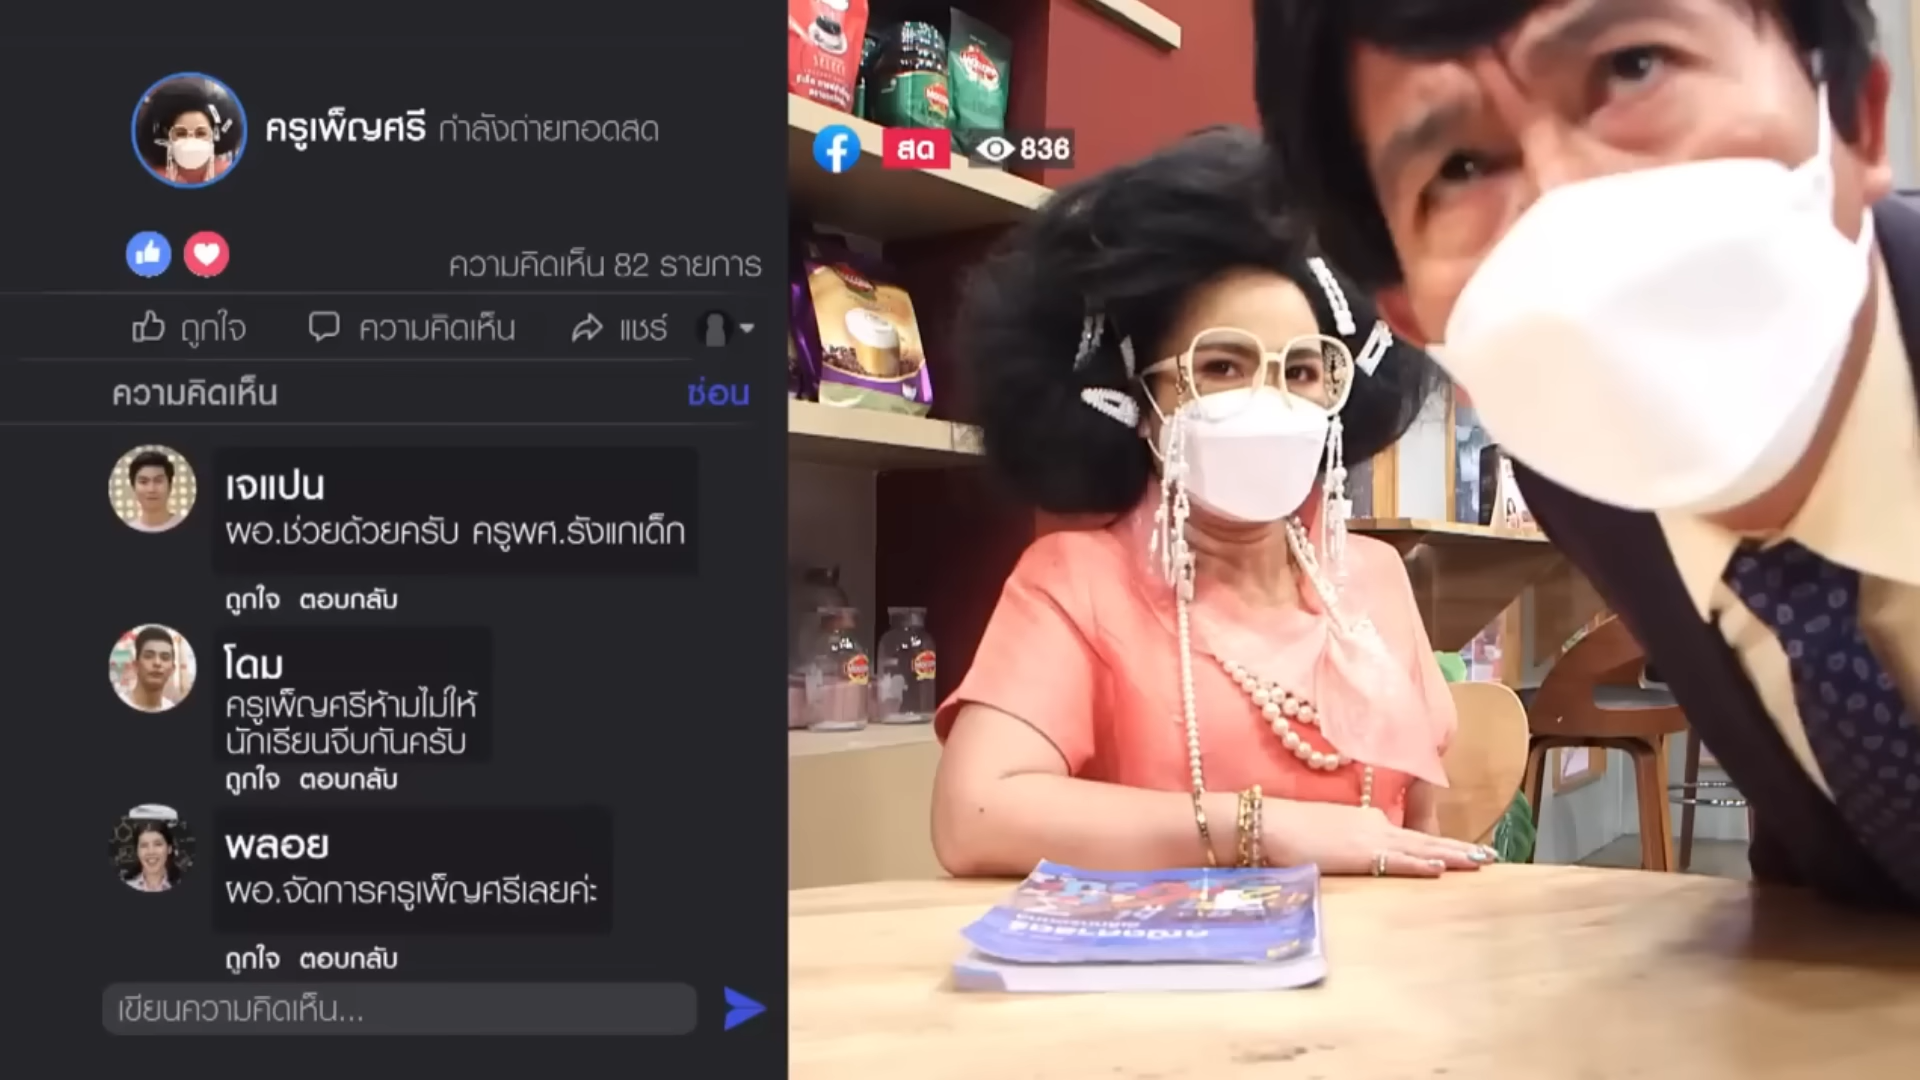 ครูเพ็ญศรี กำลังถ่ายทอดสด
ความคิดเห็น 82 รายการ
ถูกใจ ความคิดเห็น แชร์
ความคิดเห็น ซ่อน
เจแปน
ผอ.ช่วยด้วยครับ ครูพศ.รังแกเด็ก
ถูกใจ ตอบกลับ
โดม
ครูเพ็ญศรีห้ามไม่ให้
นักเรียนจีบกันครับ
ถูกใจ ตอบกลับ
พลอย
ผอ.จัดการครูเพ็ญศรีเลยค่ะ
ถูกใจ ตอบกลับ
เขียนความคิดเห็น...
สด 836
คณิตศาสตร์